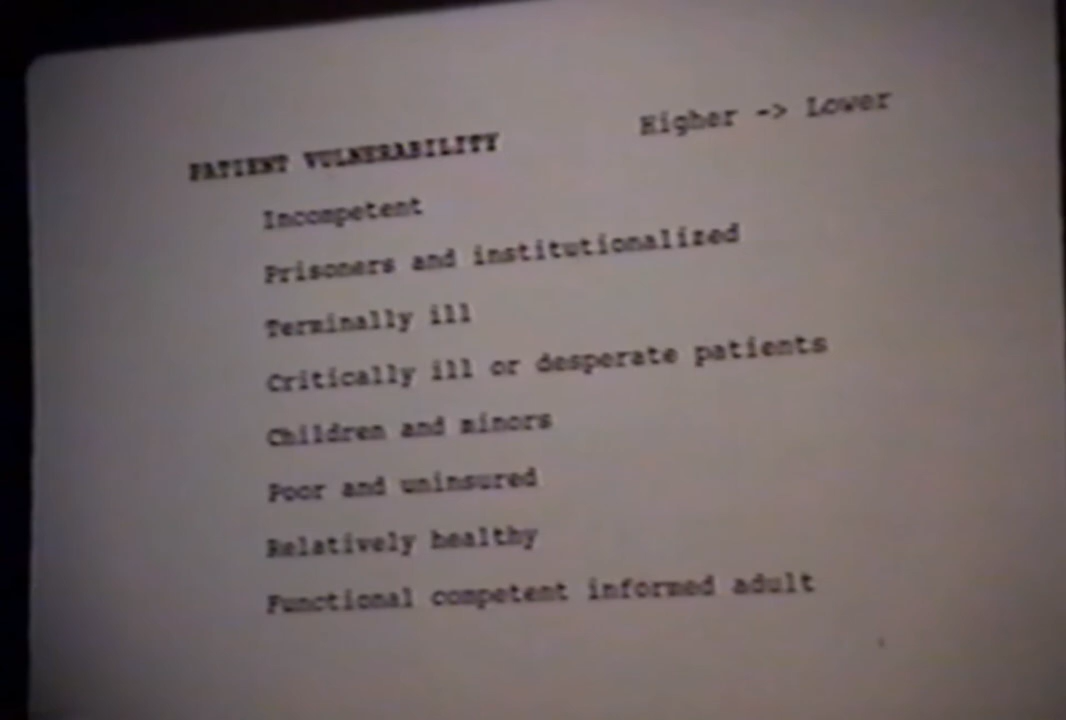 PATIENT VULNERABILITY Higher -> Lower
Incompetent
Prisoners and institutionalized
Terminally ill
Critically ill or desperate patients
Children and minors
Poor and uninsured
Relatively healthy
Functional competent informed adult